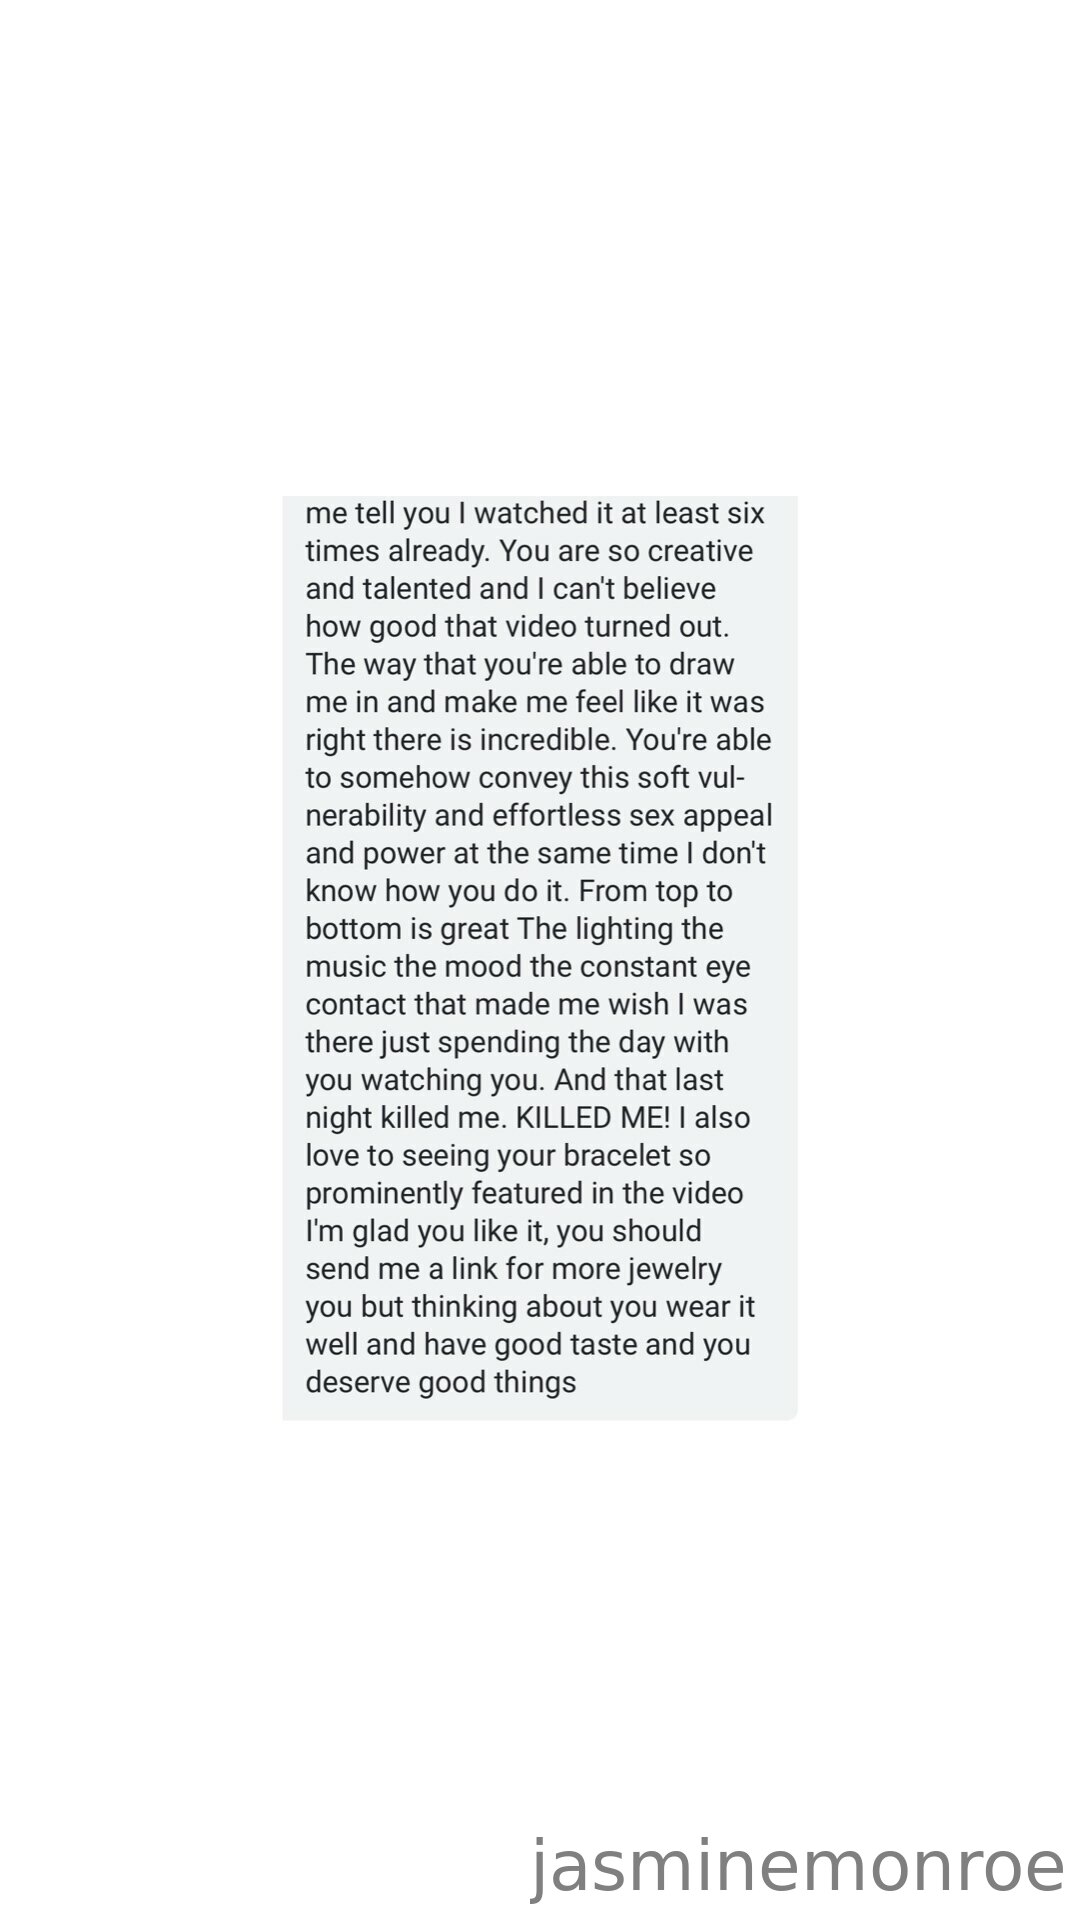 me tell you I watched it at least six
times already. You are so creative
and talented and I can't believe
how good that video turned out.
The way that you're able to draw
me in and make me feel like it was
right there is incredible. You're able
to somehow convey this soft vul-
nerability and effortless sex appeal
and power at the same time I don't
know how you do it. From top to
bottom is great The lighting the
music the mood the constant eye
contact that made me wish I was
there just spending the day with
you watching you. And that last
night killed me. KILLED ME! I also
love to seeing your bracelet so
prominently featured in the video
I'm glad you like it, you should
send me a link for more jewelry
you but thinking about you wear it
well and have good taste and you
deserve good things
jasminemonroe